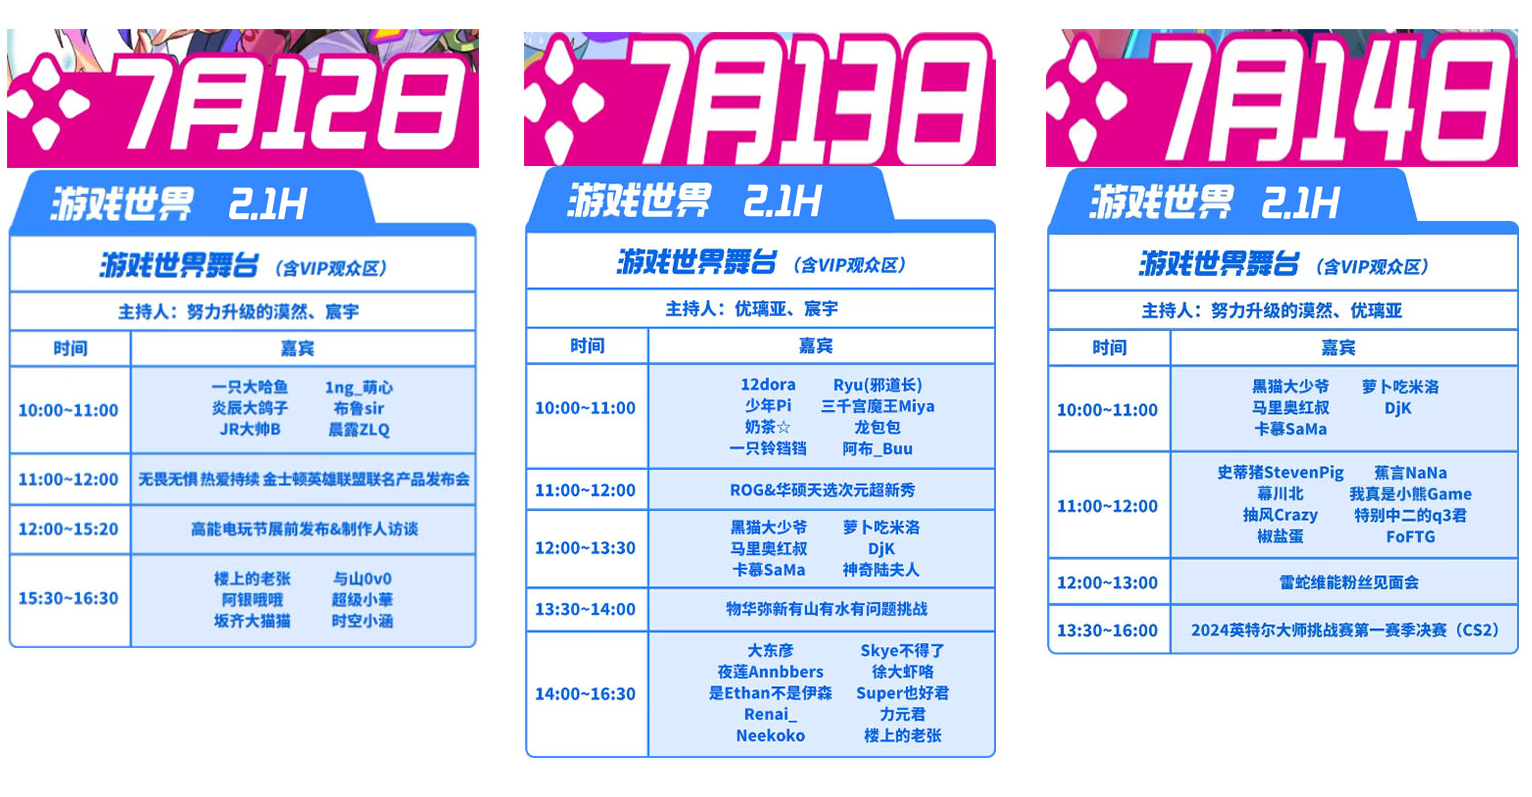 7月12日
游戏世界 2.1H
游戏世界舞台（含VIP观众区）
主持人：努力升级的漠然、宸宇
时间 嘉宾
10:00~11:00
一只大哈鱼 1ng_萌心
炎辰大鸽子 布鲁sir
JR大帅B 晨露ZLQ
11:00~12:00 无畏无惧 热爱持续 金士顿英雄联盟联名产品发布会
12:00~15:20 高能电玩节展前发布&制作人访谈
15:30~16:30
楼上的老张 与山0v0
阿银哦哦 超级小華
坂齐大猫猫 时空小涵
7月13日
游戏世界 2.1H
游戏世界舞台（含VIP观众区）
主持人：优璃亚、宸宇
时间 嘉宾
10:00~11:00
12dora Ryu(邪道长)
少年Pi 三千宫魔王Miya
奶茶☆ 龙包包
一只铃铛铛 阿布_Buu
11:00~12:00 ROG&华硕天选次元超新秀
12:00~13:30
黑猫大少爷 萝卜吃米洛
马里奥红叔 DjK
卡慕SaMa 神奇陆夫人
13:30~14:00 物华弥新有山有水有问题挑战
14:00~16:30
大东彦 Skye不得了
夜莲Annbbers 徐大虾咯
是Ethan不是伊森 Super也好君
Renai_ 力元君
Neekoko 楼上的老张
7月14日
游戏世界 2.1H
游戏世界舞台（含VIP观众区）
主持人：努力升级的漠然、优璃亚
时间 嘉宾
10:00~11:00
黑猫大少爷 萝卜吃米洛
马里奥红叔 DjK
卡慕SaMa
11:00~12:00
史蒂猪StevenPig 蕉言NaNa
幕川北 我真是小熊Game
抽风Crazy 特别中二的q3君
椒盐蛋 FoFTG
12:00~13:00 雷蛇维能粉丝见面会
13:30~16:00 2024英特尔大师挑战赛第一赛季决赛（CS2）